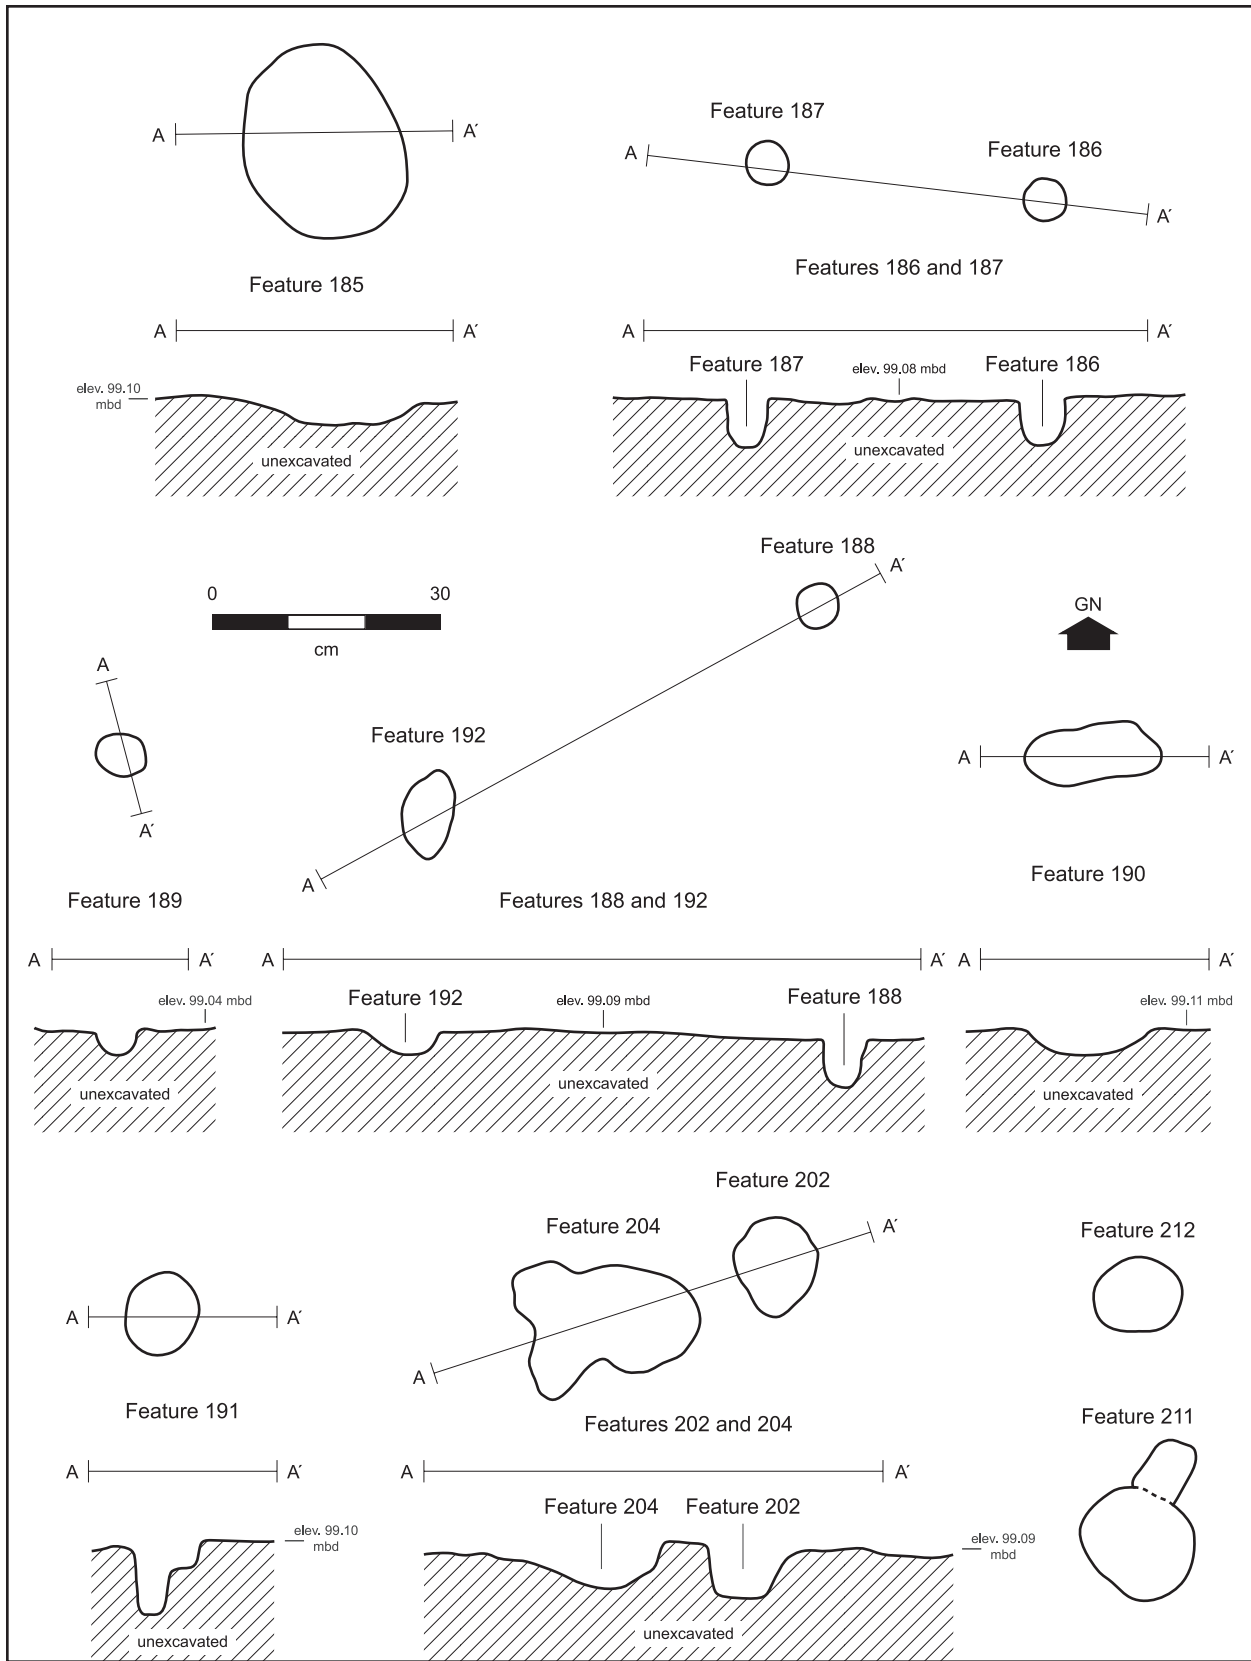 A A′
Feature 185
A A′
elev. 99.10
mbd
unexcavated
Feature 187
Feature 186
A A′
Features 186 and 187
A A′
Feature 187 elev. 99.08 mbd Feature 186
unexcavated
0 30
cm
GN
Feature 188
A′
Feature 192
A
Features 188 and 192
A
A′
Feature 189
A A′
Feature 190
A A′
elev. 99.04 mbd
unexcavated
A A′
Feature 192 elev. 99.09 mbd Feature 188
unexcavated
A A′
elev. 99.11 mbd
unexcavated
A A′
Feature 191
A A′
elev. 99.10
mbd
unexcavated
Feature 202
Feature 204
A A′
Features 202 and 204
A A′
Feature 204 Feature 202
elev. 99.09
mbd
unexcavated
Feature 212
Feature 211